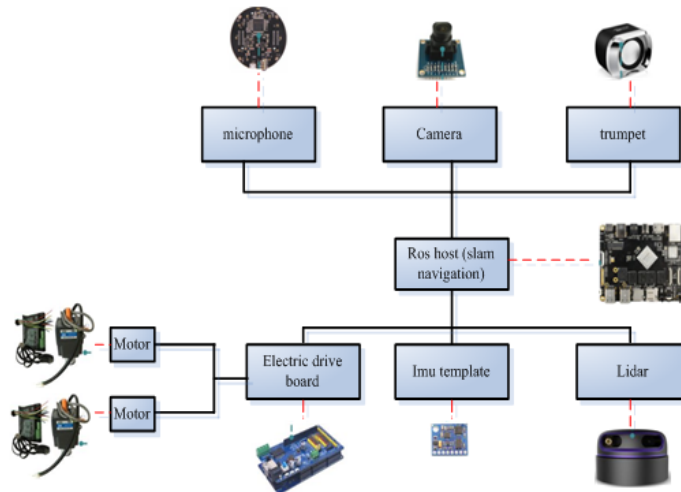 microphone
Camera
trumpet
Ros host (slam
navigation)
Motor
Electric drive
board
Imu template
Lidar
Motor